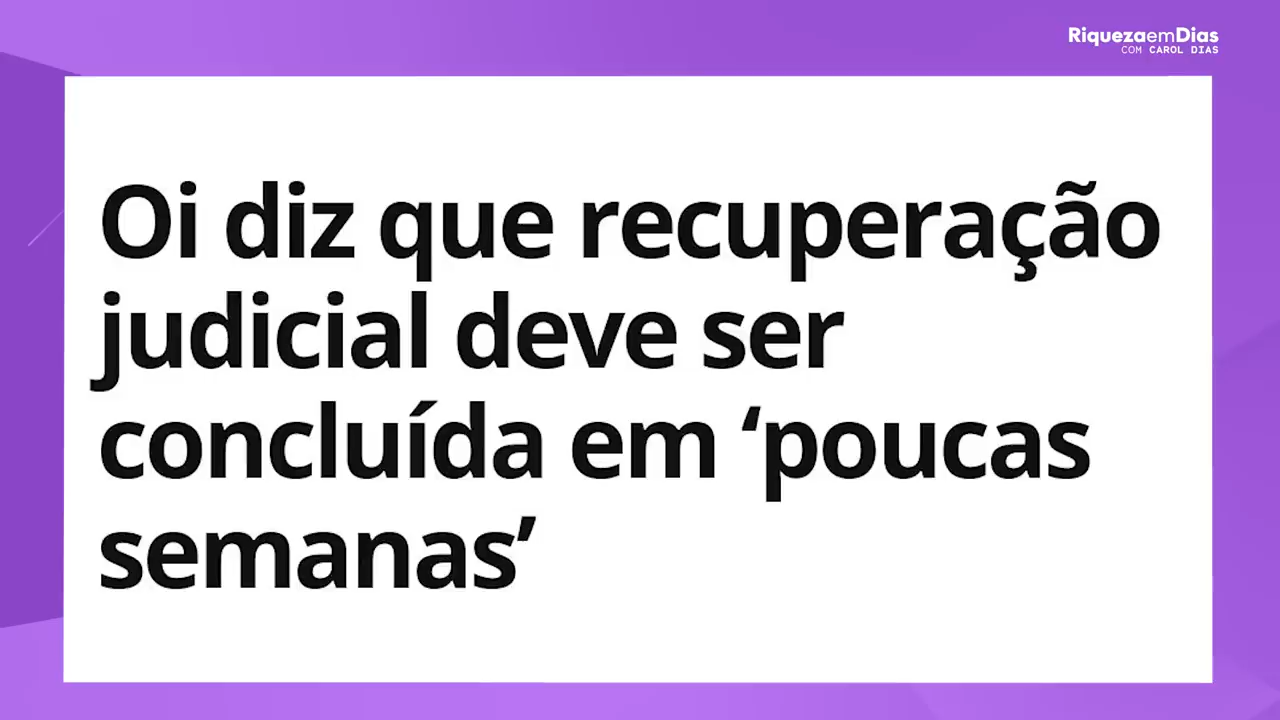 RiquezaemDias
COM CAROL DIAS
Oi diz que recuperação
judicial deve ser
concluída em ‘poucas
semanas’